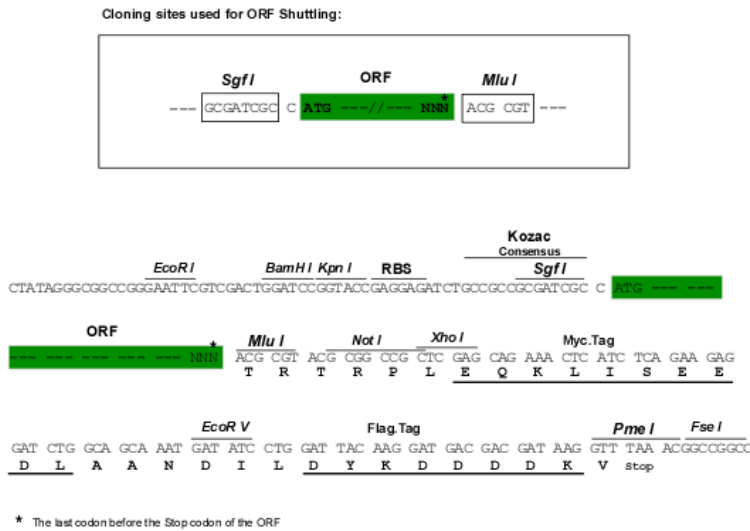 Cloning sites used for ORF Shuttling:
Sgf I ORF Mlu I
--- GCGATCGC C ATG ---//--- NNN* ACG CGT ---
Kozac
Consensus
EcoR I BamH I Kpn I RBS Sgf I
CTATAGGGCGGCCGGGAATTCGTCGACTGGATCCGGTACCGAGGAGATCTGCCGCCGCGATCGC C ATG --- ---
ORF Mlu I Not I Xho I Myc.Tag
--- --- --- --- --- --- NNN* ACG CGT ACG CGG CCG CTC GAG CAG AAA CTC ATC TCA GAA GAG
T R T R P L E Q K L I S E E
EcoR V Flag.Tag Pme I Fse I
GAT CTG GCA GCA AAT GAT ATC CTG GAT TAC AAG GAT GAC GAC GAT AAG GTT TAA ACGGCCGGCC
D L A A N D I L D Y K D D D D K V Stop
* The last codon before the Stop codon of the ORF